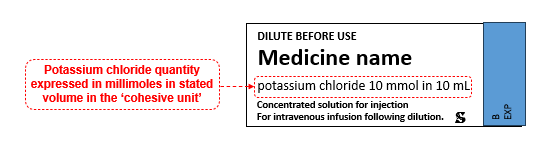 Potassium chloride quantity
expressed in millimoles in stated
volume in the ‘cohesive unit’
DILUTE BEFORE USE
Medicine name
potassium chloride 10 mmol in 10 mL
Concentrated solution for injection
For intravenous infusion following dilution. S
B
EXP